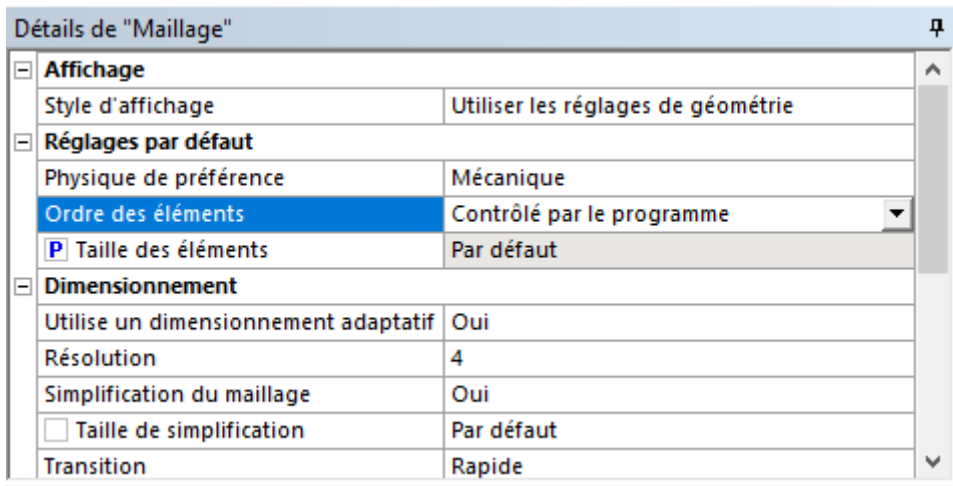 Détails de "Maillage"
Affichage
Style d'affichage Utiliser les réglages de géométrie
Réglages par défaut
Physique de préférence Mécanique
Ordre des éléments Contrôlé par le programme
P Taille des éléments Par défaut
Dimensionnement
Utilise un dimensionnement adaptatif Oui
Résolution 4
Simplification du maillage Oui
Taille de simplification Par défaut
Transition Rapide